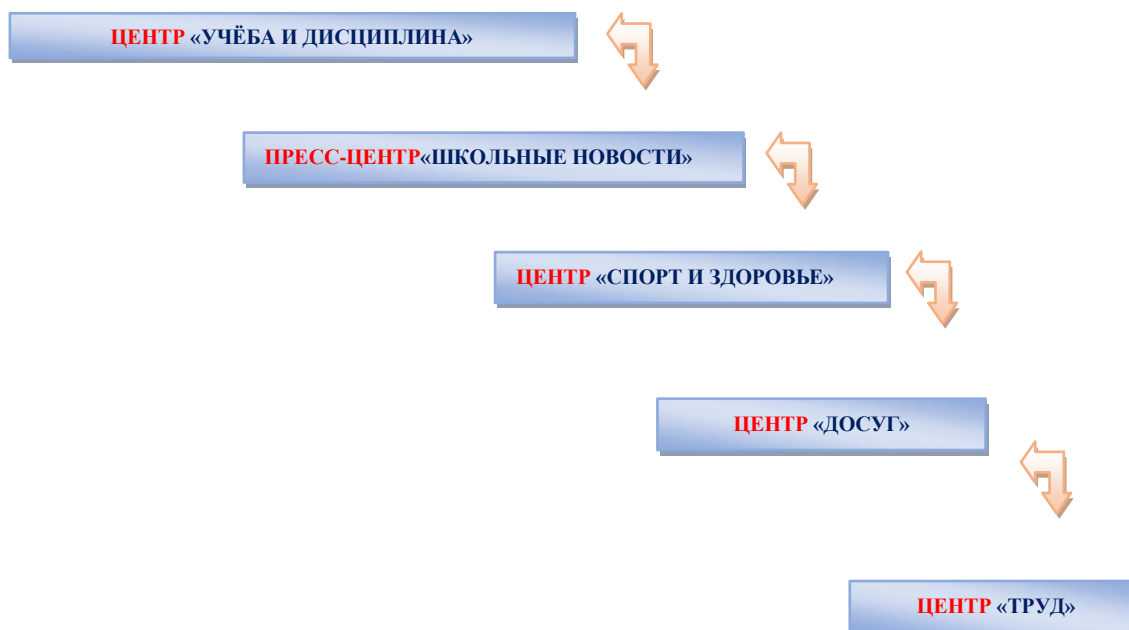 ЦЕНТР «УЧЁБА И ДИСЦИПЛИНА»
ПРЕСС-ЦЕНТР«ШКОЛЬНЫЕ НОВОСТИ»
ЦЕНТР «СПОРТ И ЗДОРОВЬЕ»
ЦЕНТР «ДОСУГ»
ЦЕНТР «ТРУД»